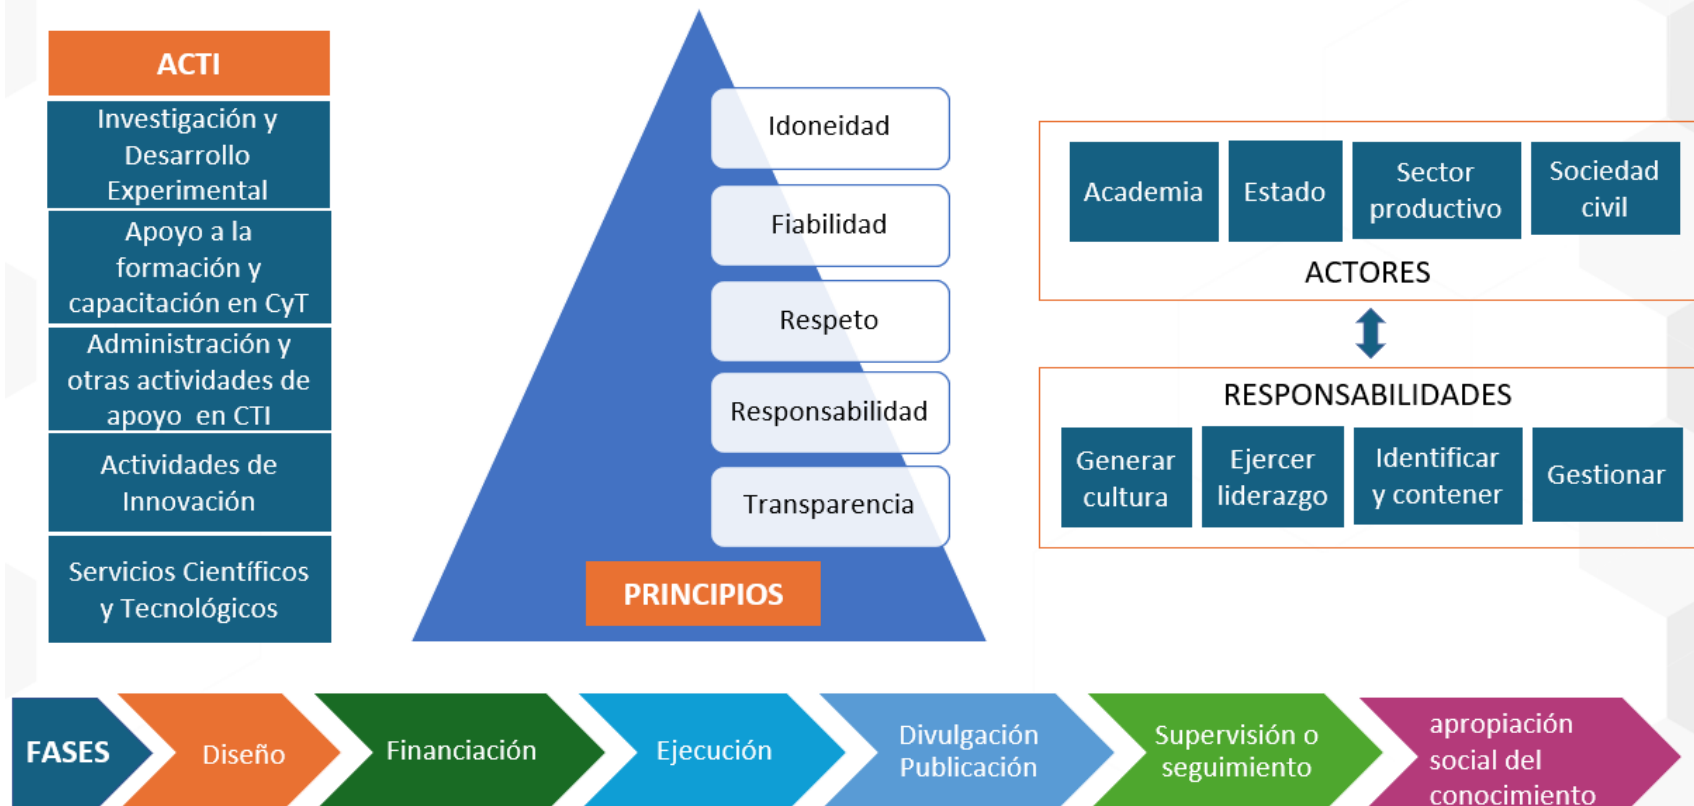 ACTI
Investigación y
Desarrollo
Experimental
Apoyo a la
formación y
capacitación en CyT
Administración y
otras actividades de
apoyo en CTI
Actividades de
Innovación
Servicios Científicos
y Tecnológicos
Idoneidad
Fiabilidad
Respeto
Responsabilidad
Transparencia
PRINCIPIOS
Academia
Estado
Sector
productivo
Sociedad
civil
ACTORES
RESPONSABILIDADES
Generar
cultura
Ejercer
liderazgo
Identificar
y contener
Gestionar
FASES
Diseño
Financiación
Ejecución
Divulgación
Publicación
Supervisión o
seguimiento
apropiación
social del
conocimiento